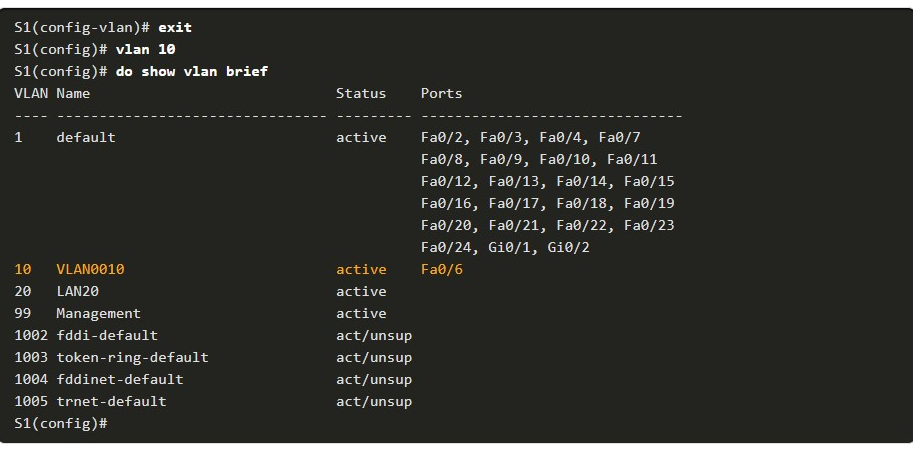 S1(config-vlan)# exit
S1(config)# vlan 10
S1(config)# do show vlan brief
VLAN Name                             Status    Ports
---- -------------------------------- --------- -------------------------------
1    default                          active    Fa0/2, Fa0/3, Fa0/4, Fa0/7
                                                Fa0/8, Fa0/9, Fa0/10, Fa0/11
                                                Fa0/12, Fa0/13, Fa0/14, Fa0/15
                                                Fa0/16, Fa0/17, Fa0/18, Fa0/19
                                                Fa0/20, Fa0/21, Fa0/22, Fa0/23
                                                Fa0/24, Gi0/1, Gi0/2
10   VLAN0010                         active    Fa0/6
20   LAN20                            active
99   Management                       active
1002 fddi-default                     act/unsup
1003 token-ring-default               act/unsup
1004 fddinet-default                  act/unsup
1005 trnet-default                    act/unsup
S1(config)#